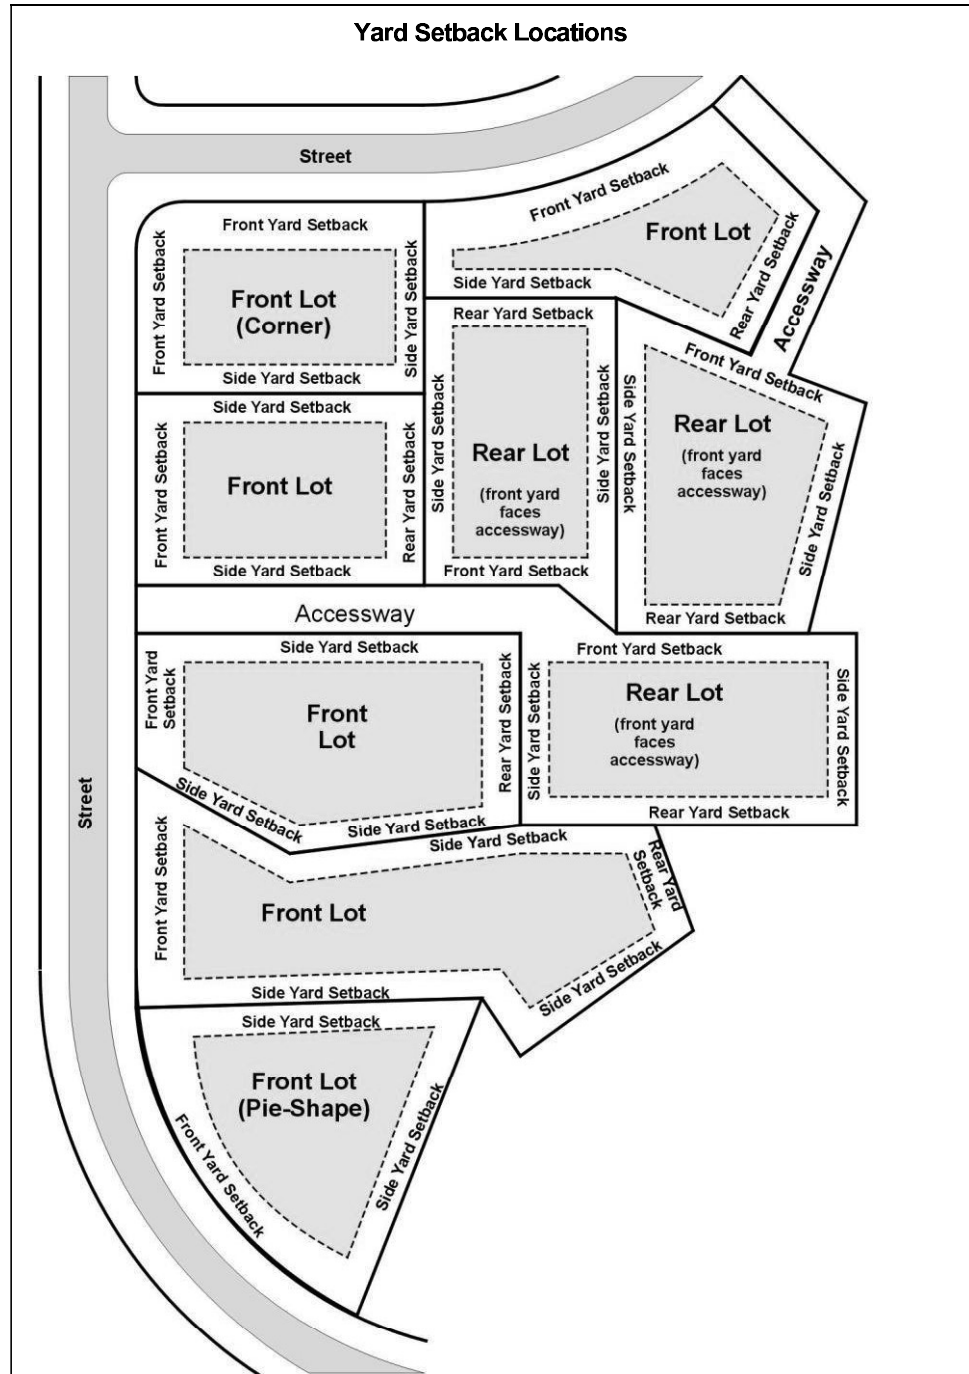 Yard Setback Locations
Street
Front Yard Setback
Front Lot
Rear Yard Setback
Accessway
Side Yard Setback
Front Yard Setback
Front Yard Setback
Front Lot
(Corner)
Side Yard Setback
Side Yard Setback
Rear Yard Setback
Side Yard Setback
Rear Lot
(front yard
faces
accessway)
Side Yard Setback
Front Yard Setback
Front Yard Setback
Side Yard Setback
Rear Lot
(front yard
faces
accessway)
Side Yard Setback
Rear Yard Setback
Side Yard Setback
Front Yard Setback
Front Lot
Rear Yard Setback
Side Yard Setback
Accessway
Side Yard Setback
Front Yard
Setback
Front
Lot
Rear Yard Setback
Side Yard Setback
Side Yard Setback
Front Yard Setback
Side Yard Setback
Rear Lot
(front yard
faces
accessway)
Side Yard Setback
Rear Yard Setback
Street
Side Yard Setback
Front Yard Setback
Front Lot
Rear Yard
Setback
Side Yard Setback
Side Yard Setback
Side Yard Setback
Front Lot
(Pie-Shape)
Front Yard Setback
Side Yard Setback